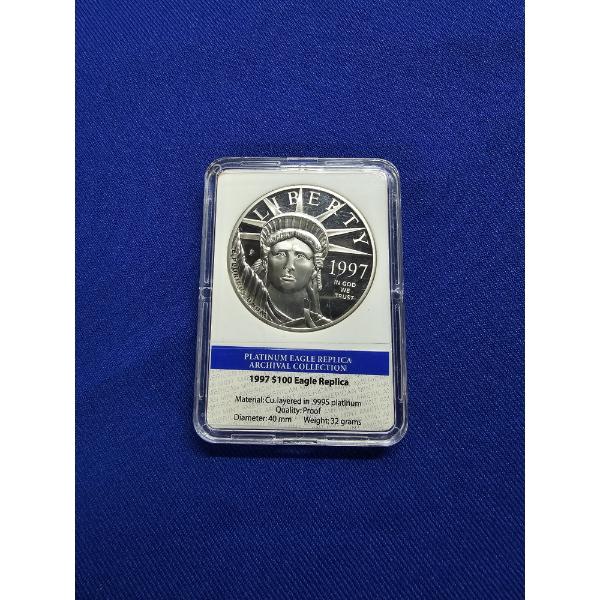 LIBERTY
1997
IN GOD
WE
TRUST
PLATINUM EAGLE REPLICA
ARCHIVAL COLLECTION
1997 $100 Eagle Replica
Material: Cu. layered in .9995 platinum
Quality: Proof
Diameter: 40 mm Weight: 32 grams